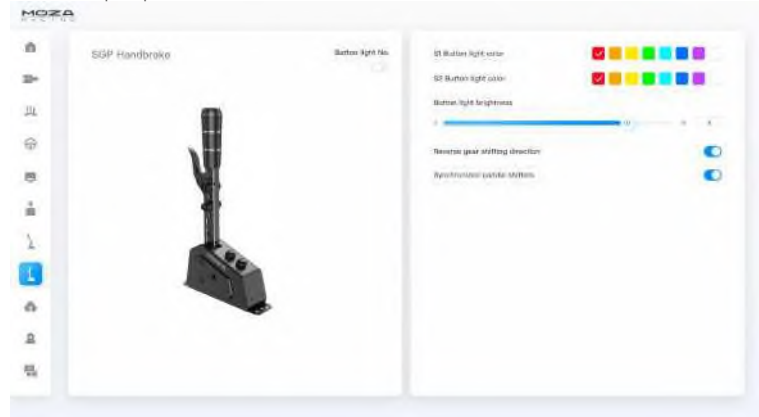 MOZA
RACING
SGP Handbrake
Button light No.
S1 Button light color
S2 Button light color
Button light brightness
Reverse gear shifting direction
Synchronized paddle shifters